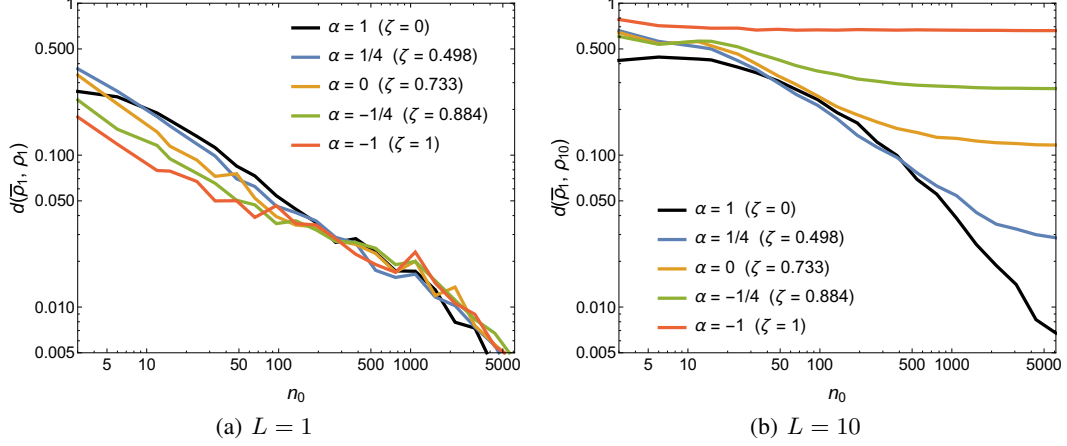 d(ρ̅₁, ρ₁)
1
0.500
0.100
0.050
0.010
0.005
α = 1 (ζ = 0)
α = 1/4 (ζ = 0.498)
α = 0 (ζ = 0.733)
α = −1/4 (ζ = 0.884)
α = −1 (ζ = 1)
5 10 50 100 500 1000 5000
n₀
(a) L = 1
d(ρ̅₁, ρ₁₀)
1
0.500
0.100
0.050
0.010
0.005
α = 1 (ζ = 0)
α = 1/4 (ζ = 0.498)
α = 0 (ζ = 0.733)
α = −1/4 (ζ = 0.884)
α = −1 (ζ = 1)
5 10 50 100 500 1000 5000
n₀
(b) L = 10